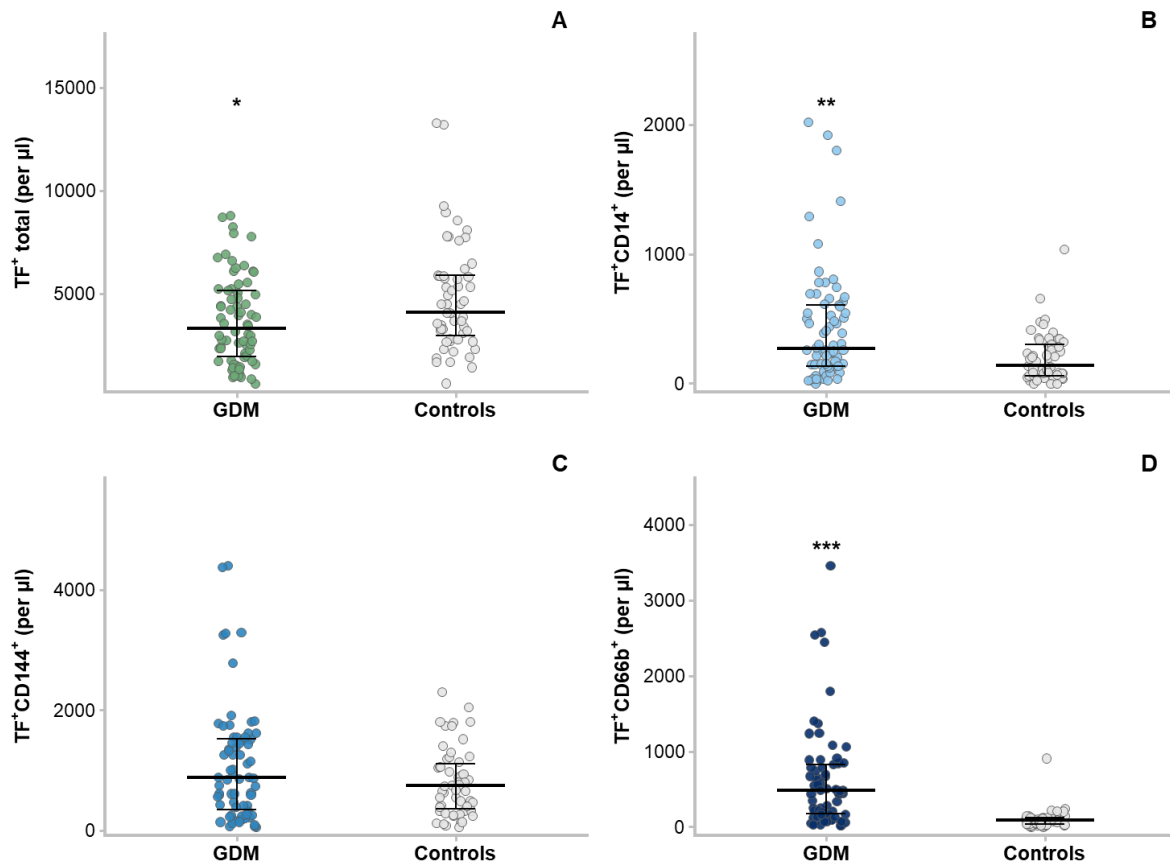 A
TF⁺ total (per µl)
15000
10000
5000
*
GDM
Controls
B
TF⁺CD14⁺ (per µl)
2000
1000
0
**
GDM
Controls
C
TF⁺CD144⁺ (per µl)
4000
2000
0
GDM
Controls
D
TF⁺CD66b⁺ (per µl)
4000
3000
2000
1000
0
***
GDM
Controls